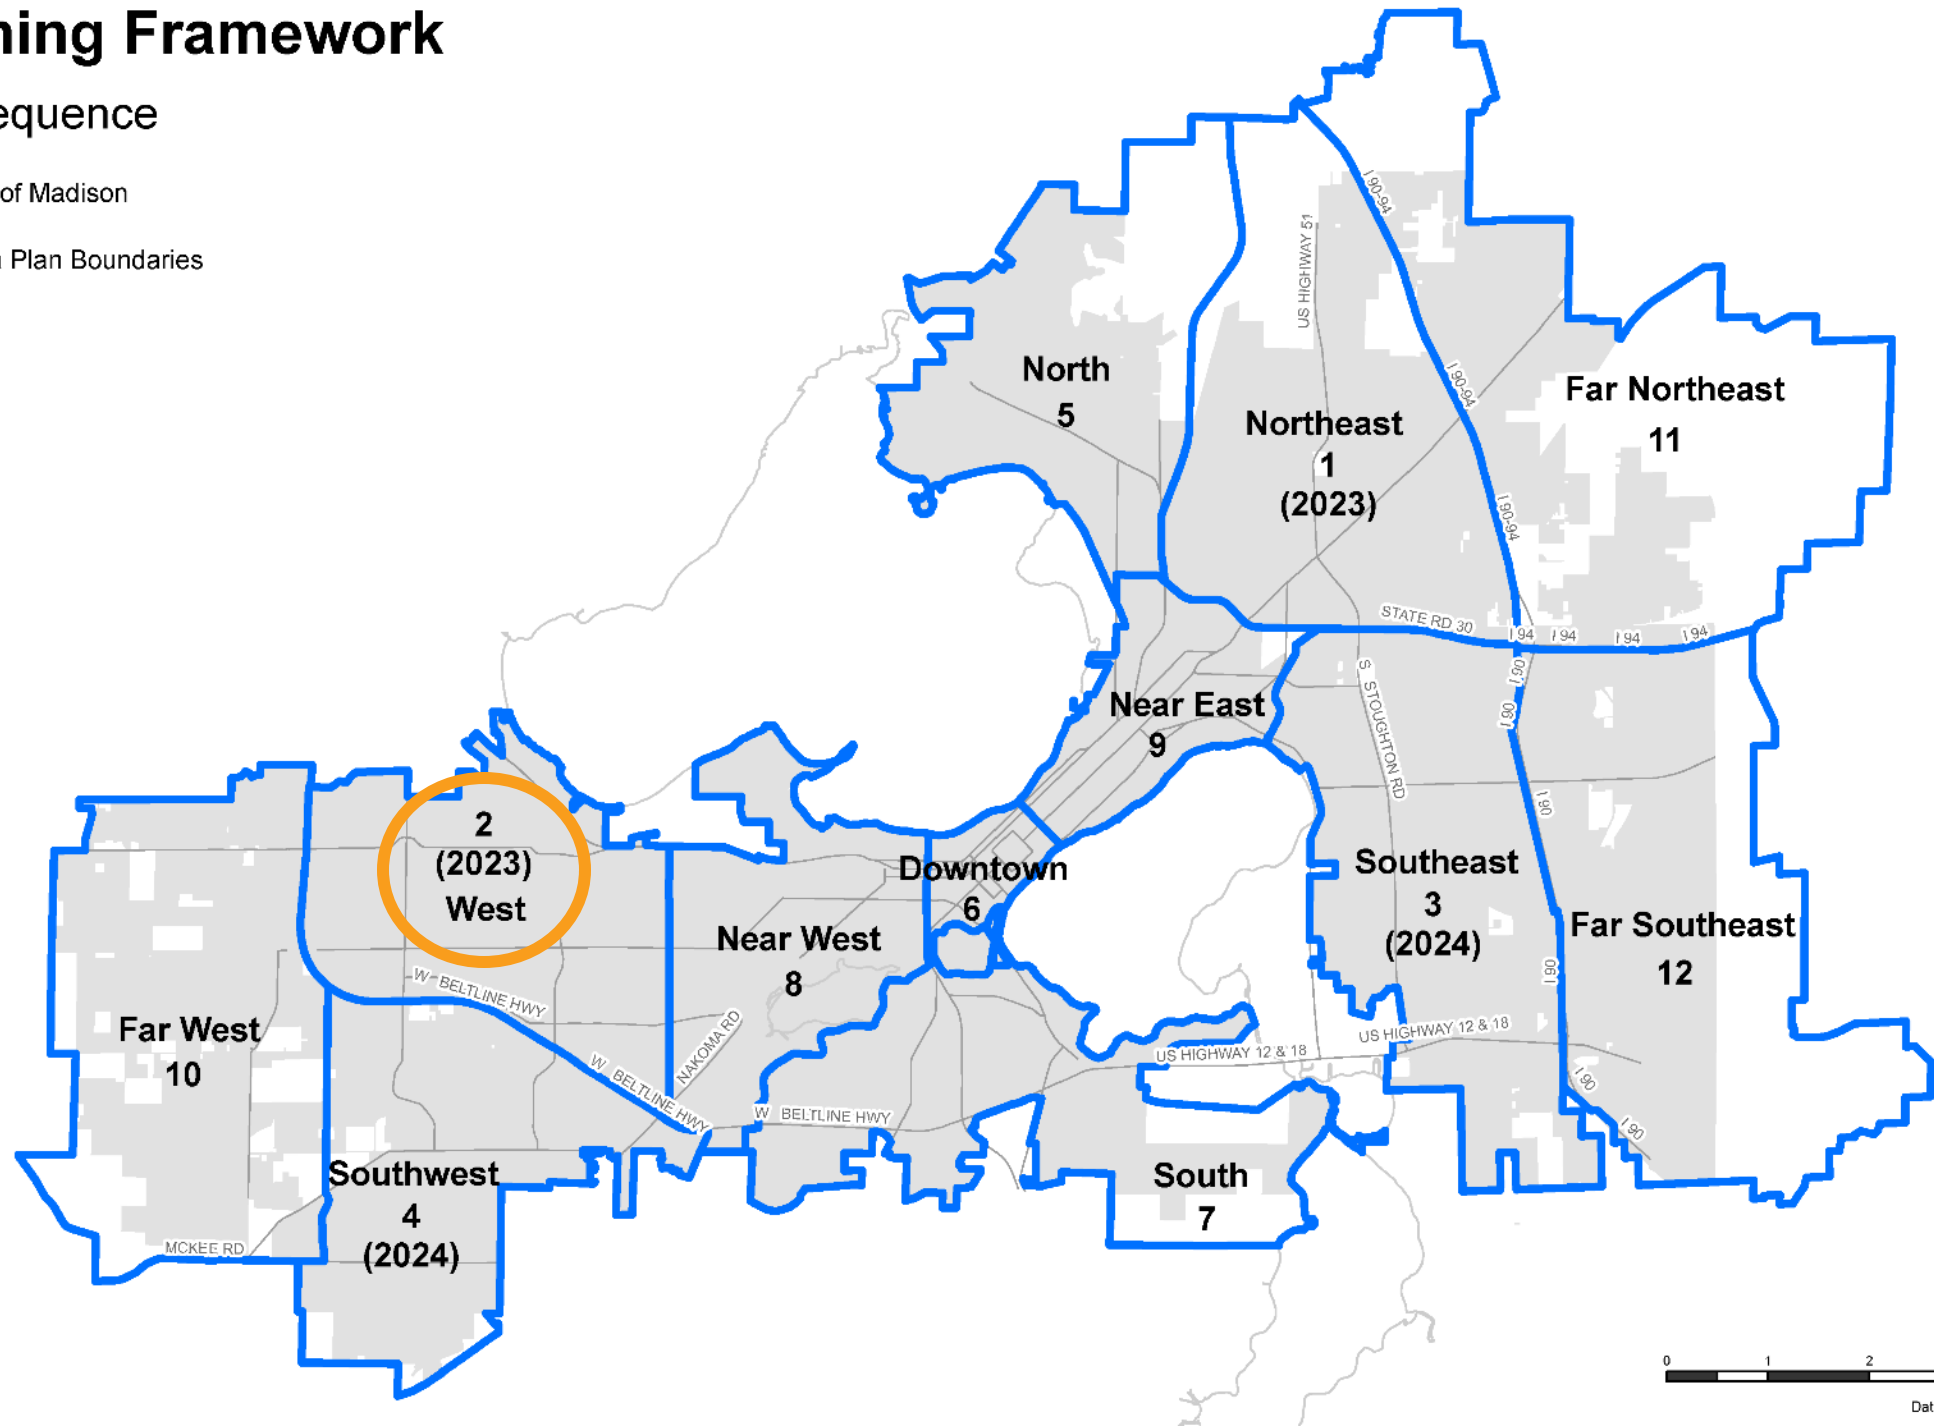 ning Framework
equence
of Madison
Plan Boundaries
I 90-94
US HIGHWAY 51
North
5
I 90-94
Far Northeast
11
Northeast
1
(2023)
I 90-94
STATE RD 30
I 94
I 94
I 94
I 94
I 90
I 90
S STOUGHTON RD
Near East
9
I 90
2
(2023)
West
Downtown
6
Southeast
3
(2024)
Near West
8
Far Southeast
12
I 90
W BELTLINE HWY
Far West
10
NAKOMA RD
US HIGHWAY 12 & 18
US HIGHWAY 12 & 18
W BELTLINE HWY
W BELTLINE HWY
I 90
I 90
Southwest
4
(2024)
South
7
MCKEE RD
0 1 2
Dat